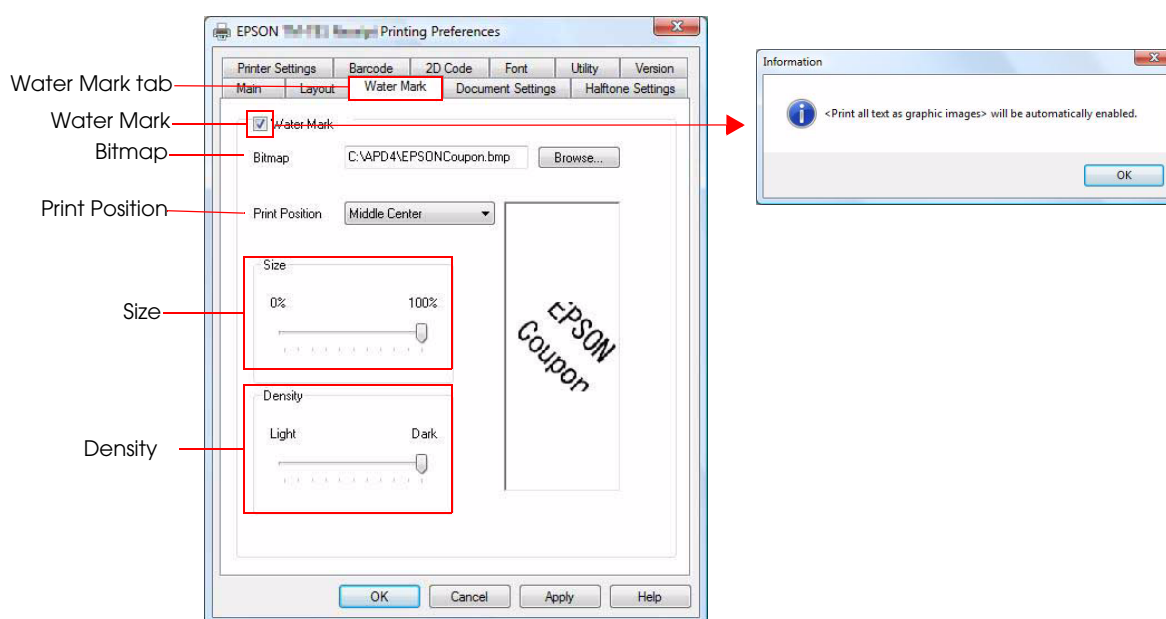 EPSON Printing Preferences
Printer Settings Barcode 2D Code Font Utility Version
Main Layout Water Mark Document Settings Halftone Settings
Water Mark tab
Water Mark
Water Mark
Bitmap
Bitmap
C:\APD4\EPSONCoupon.bmp
Browse...
Print Position
Print Position
Middle Center
Size
Size
0% 100%
Density
Density
Light Dark
EPSON
Coupon
OK Cancel Apply Help
Information
<Print all text as graphic images> will be automatically enabled.
OK